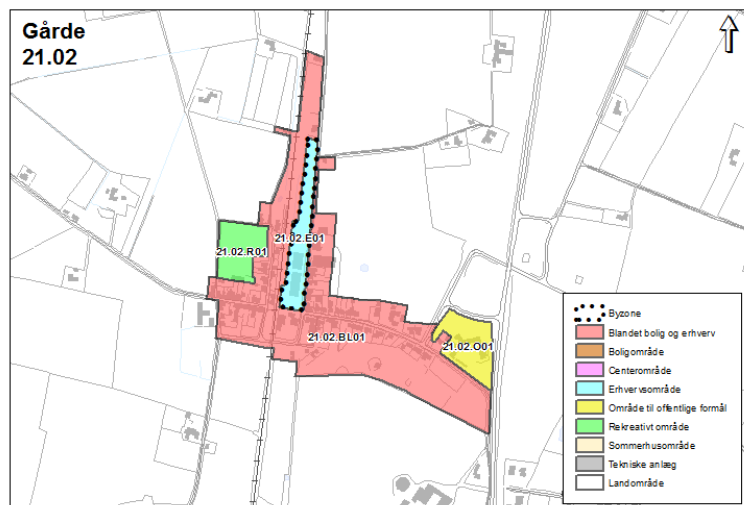 Gårde
21.02
21.02.E01
21.02.R01
21.02.BL01
21.02.O01
Byzone
Blandet bolig og erhverv
Boligområde
Centerområde
Erhvervsområde
Område til offentlige formål
Rekreativt område
Sommerhusområde
Tekniske anlæg
Landområde